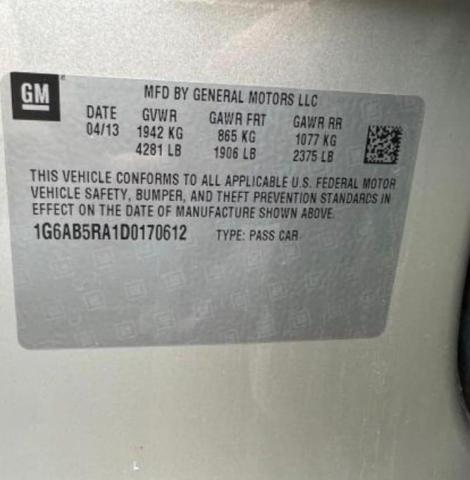 GM
MFD BY GENERAL MOTORS LLC
DATE GVWR GAWR FRT GAWR RR
04/13 1942 KG 865 KG 1077 KG
4281 LB 1906 LB 2375 LB
THIS VEHICLE CONFORMS TO ALL APPLICABLE U.S. FEDERAL MOTOR
VEHICLE SAFETY, BUMPER, AND THEFT PREVENTION STANDARDS IN
EFFECT ON THE DATE OF MANUFACTURE SHOWN ABOVE.
1G6AB5RA1D0170612 TYPE: PASS CAR